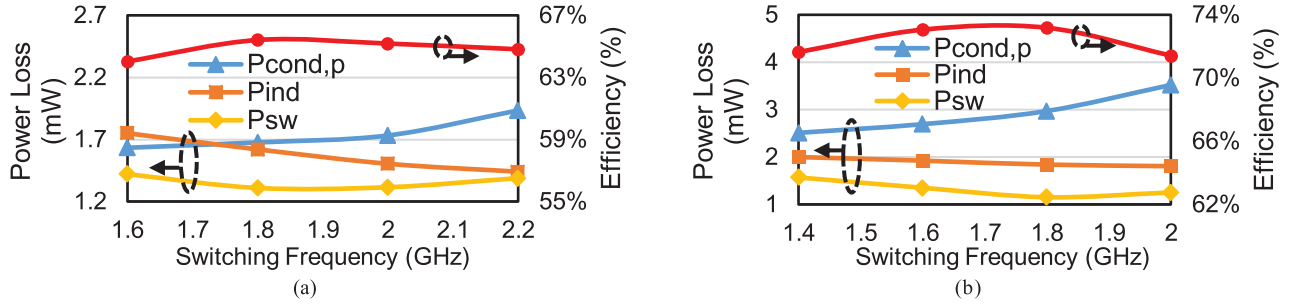 2.7
2.2
1.7
1.2
Power Loss
(mW)
67%
63%
59%
55%
Efficiency (%)
Pcond,p
Pind
Psw
1.6 1.7 1.8 1.9 2 2.1 2.2
Switching Frequency (GHz)
(a)
5
4
3
2
1
Power Loss
(mW)
74%
70%
66%
62%
Efficiency (%)
Pcond,p
Pind
Psw
1.4 1.5 1.6 1.7 1.8 1.9 2
Switching Frequency (GHz)
(b)